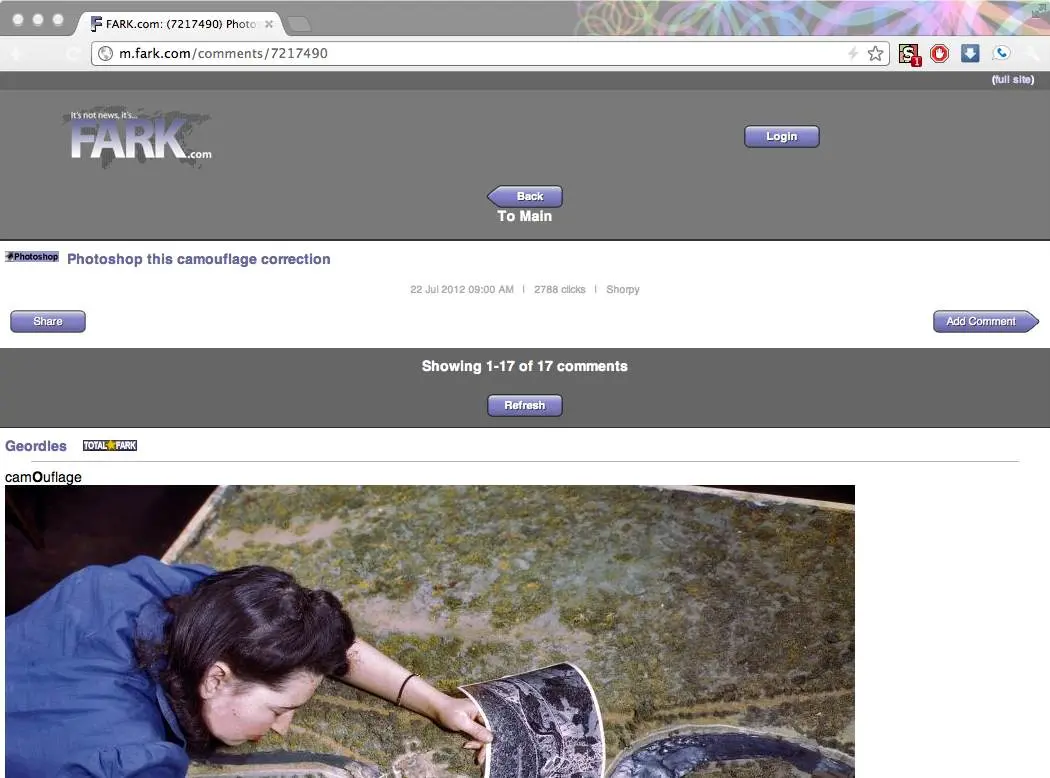 FARK.com: (7217490) Photo
m.fark.com/comments/7217490
S 1
(full site)
It's not news, it's...
FARK.com
Login
Back
To Main
Photoshop Photoshop this camouflage correction
22 Jul 2012 09:00 AM | 2788 clicks | Shorpy
Share
Add Comment
Showing 1-17 of 17 comments
Refresh
Geordies TOTAL FARK
camOuflage